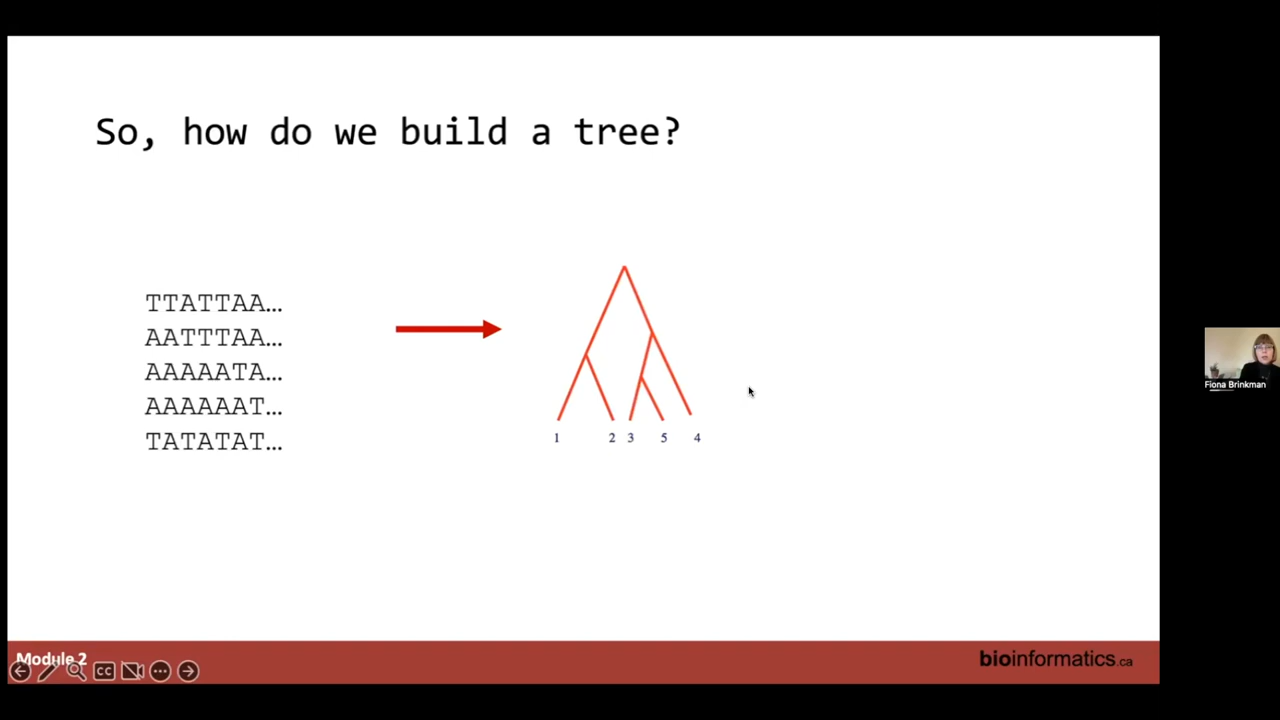 So, how do we build a tree?
TTATTAA...
AATTTAA...
AAAAATA...
AAAAAAT...
TATATAT...
1 2 3 5 4
Fiona Brinkman
Module 2
bioinformatics.ca
CC